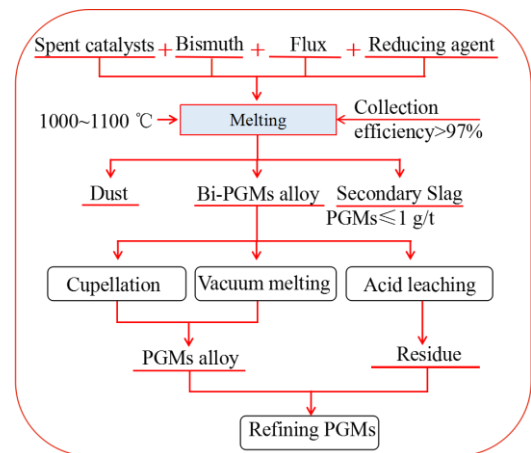 Spent catalysts + Bismuth + Flux + Reducing agent
1000~1100 ℃
Melting
Collection
efficiency>97%
Dust
Bi-PGMs alloy
Secondary Slag
PGMs≤1 g/t
Cupellation
Vacuum melting
Acid leaching
PGMs alloy
Residue
Refining PGMs